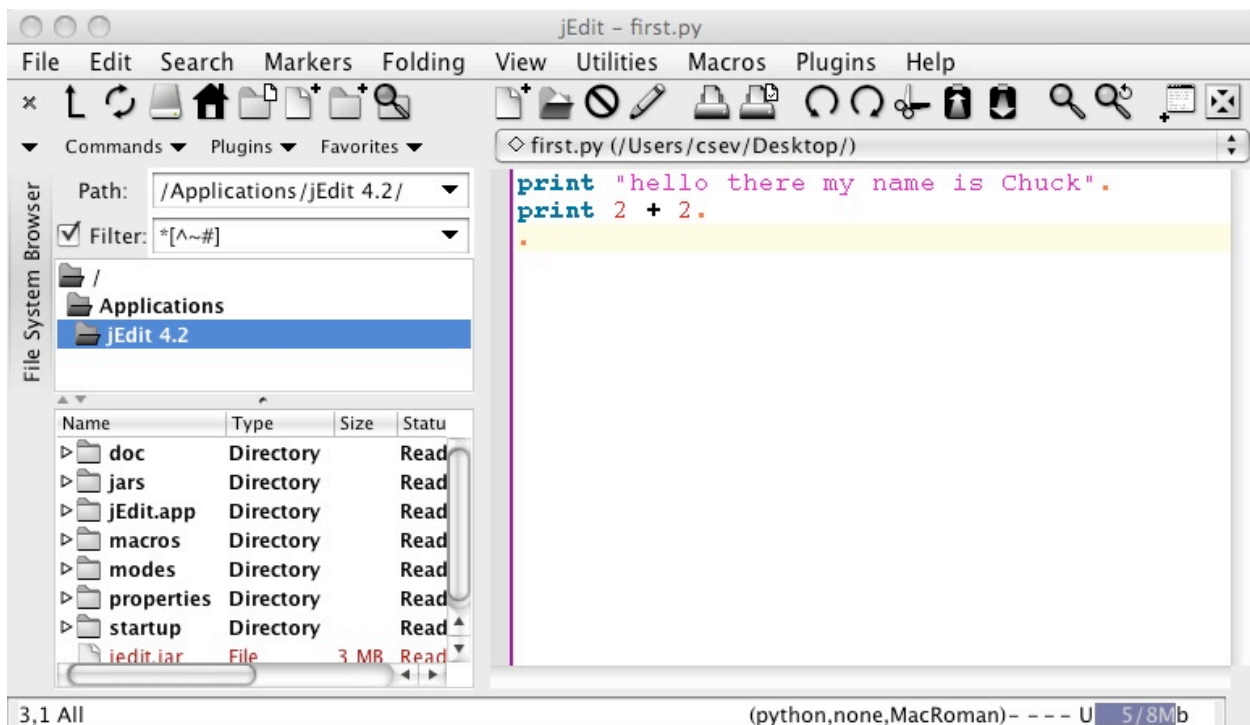 jEdit – first.py
File Edit Search Markers Folding View Utilities Macros Plugins Help
Commands Plugins Favorites
first.py (/Users/csev/Desktop/)
File System Browser
Path: /Applications/jEdit 4.2/
Filter: *[^~#]
/
Applications
jEdit 4.2
Name Type Size Statu
doc Directory Read
jars Directory Read
jEdit.app Directory Read
macros Directory Read
modes Directory Read
properties Directory Read
startup Directory Read
jedit.jar File 3 MB Read
print "hello there my name is Chuck".
print 2 + 2.
.
3,1 All
(python,none,MacRoman)– – – – U 5/8Mb